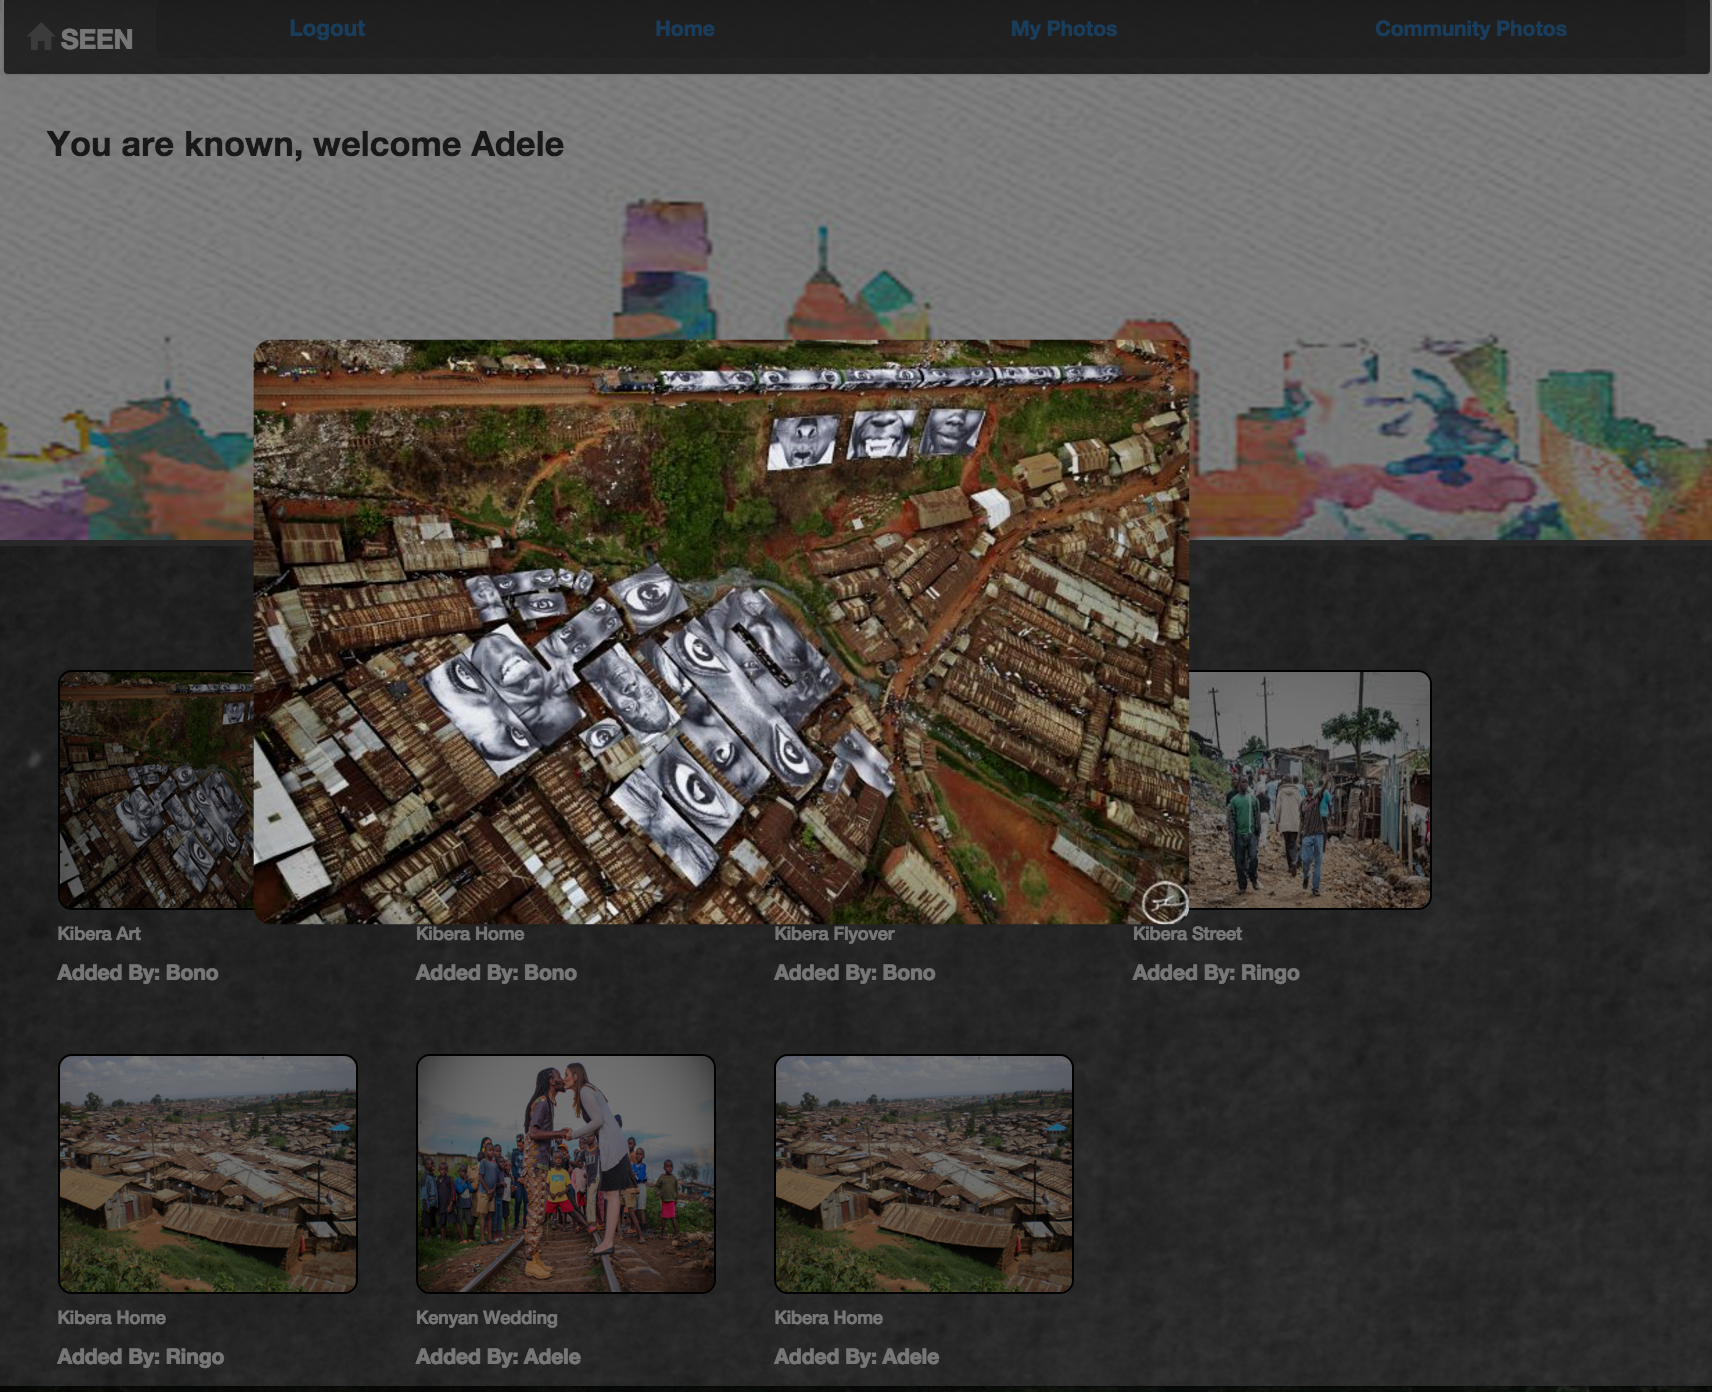 SEEN
Logout
Home
My Photos
Community Photos
You are known, welcome Adele
Kibera Art
Kibera Home
Kibera Flyover
Kibera Street
Added By: Bono
Added By: Bono
Added By: Bono
Added By: Ringo
Kibera Home
Kenyan Wedding
Kibera Home
Added By: Ringo
Added By: Adele
Added By: Adele